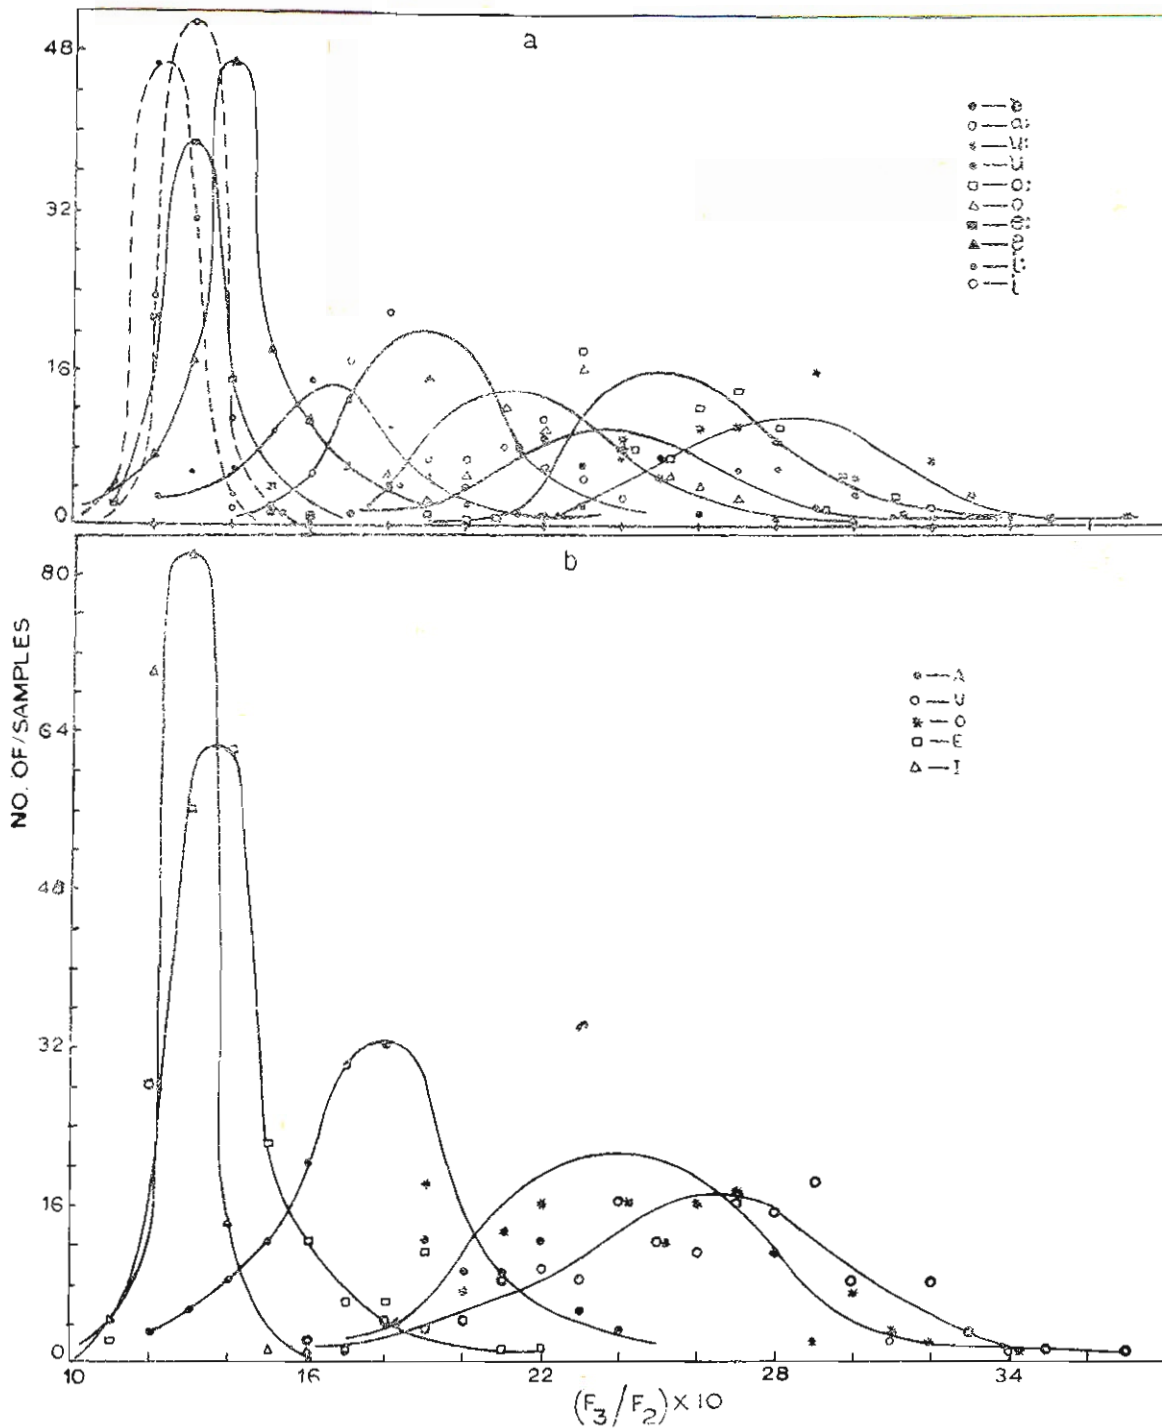 a
48
32
16
0
a:
u:
u
o:
o
e:
e
i:
i
b
NO. OF/SAMPLES
80
64
48
32
16
0
A
U
O
E
I
10 16 22 28 34
(F₃/F₂) × 10